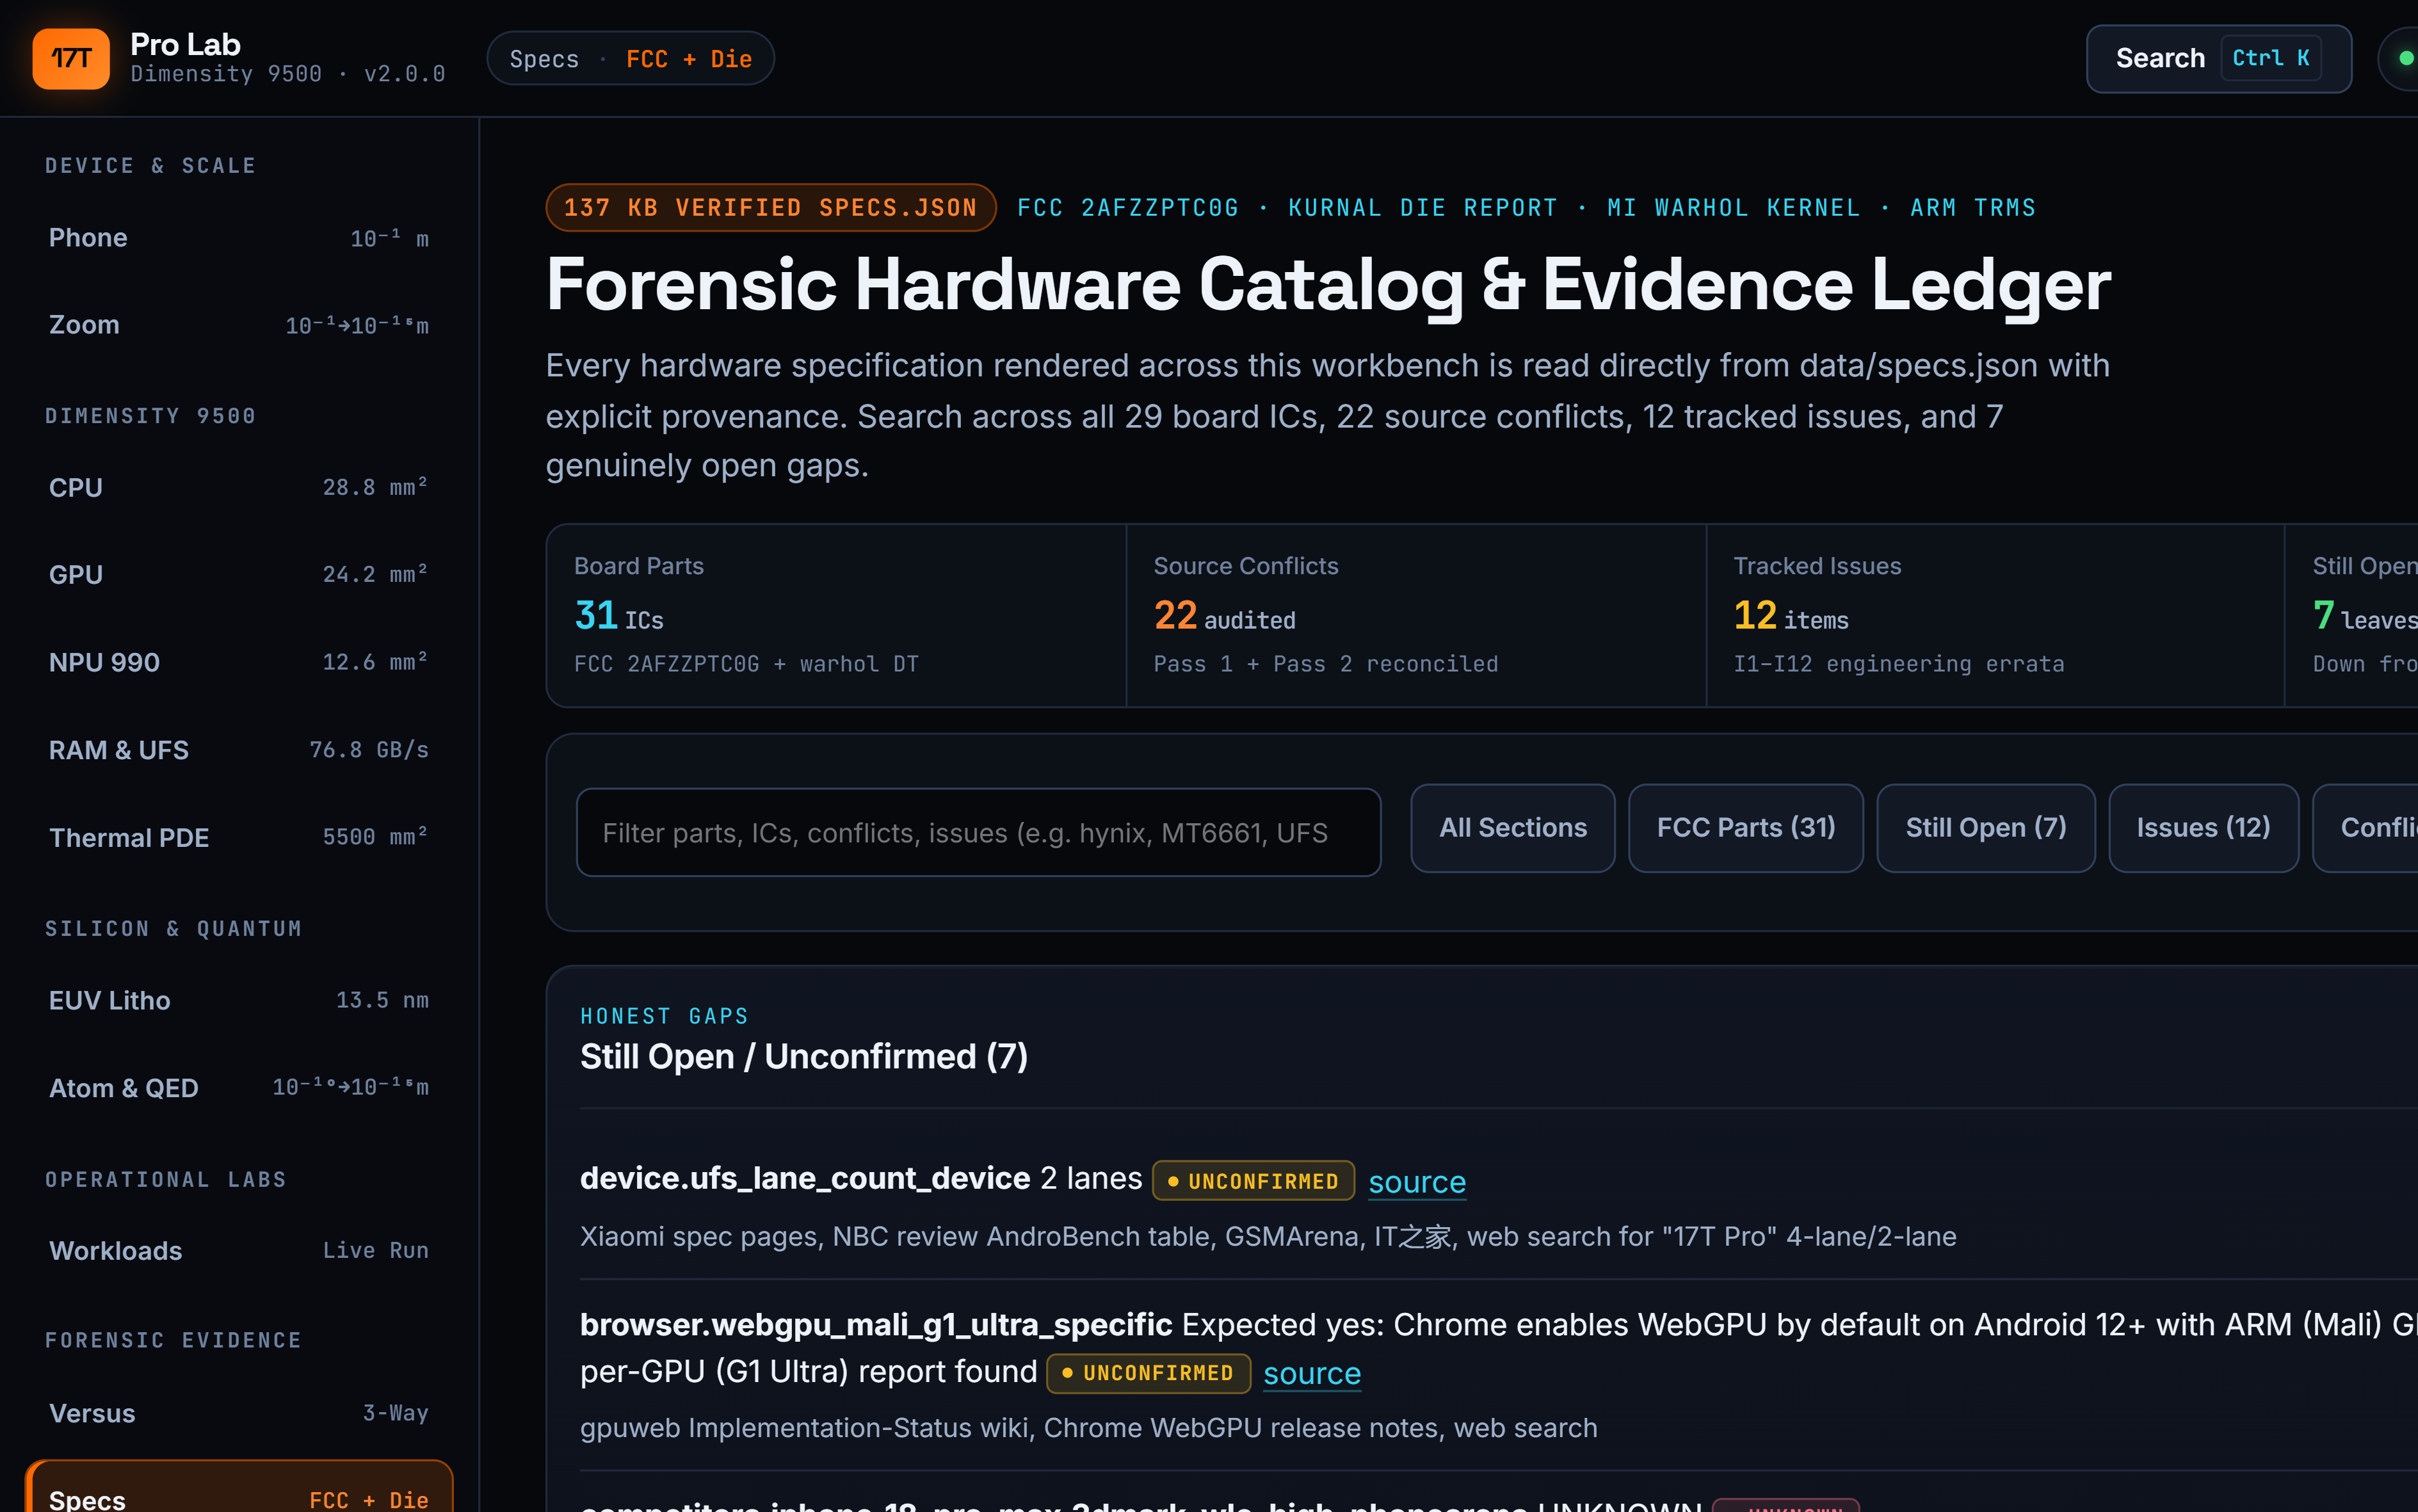 17T
Pro Lab
Dimensity 9500 · v2.0.0
Specs · FCC + Die
Search Ctrl K
DEVICE & SCALE
Phone 10⁻¹ m
Zoom 10⁻¹→10⁻¹⁵m
DIMENSITY 9500
CPU 28.8 mm²
GPU 24.2 mm²
NPU 990 12.6 mm²
RAM & UFS 76.8 GB/s
Thermal PDE 5500 mm²
SILICON & QUANTUM
EUV Litho 13.5 nm
Atom & QED 10⁻¹⁰→10⁻¹⁵m
OPERATIONAL LABS
Workloads Live Run
FORENSIC EVIDENCE
Versus 3-Way
Specs FCC + Die
137 KB VERIFIED SPECS.JSON FCC 2AFZZPTC0G · KURNAL DIE REPORT · MI WARHOL KERNEL · ARM TRMS
Forensic Hardware Catalog & Evidence Ledger
Every hardware specification rendered across this workbench is read directly from data/specs.json with
explicit provenance. Search across all 29 board ICs, 22 source conflicts, 12 tracked issues, and 7
genuinely open gaps.
Board Parts
31 ICs
FCC 2AFZZPTC0G + warhol DT
Source Conflicts
22 audited
Pass 1 + Pass 2 reconciled
Tracked Issues
12 items
I1–I12 engineering errata
Still Open
7 leaves
Down fro
Filter parts, ICs, conflicts, issues (e.g. hynix, MT6661, UFS
All Sections
FCC Parts (31)
Still Open (7)
Issues (12)
Confli
HONEST GAPS
Still Open / Unconfirmed (7)
device.ufs_lane_count_device 2 lanes UNCONFIRMED source
Xiaomi spec pages, NBC review AndroBench table, GSMArena, IT之家, web search for "17T Pro" 4-lane/2-lane
browser.webgpu_mali_g1_ultra_specific Expected yes: Chrome enables WebGPU by default on Android 12+ with ARM (Mali)
per-GPU (G1 Ultra) report found UNCONFIRMED source
gpuweb Implementation-Status wiki, Chrome WebGPU release notes, web search
competitors.iphone_18_pro_max.3dmark_wls_high_phonearena UNKNOWN UNKNOWN